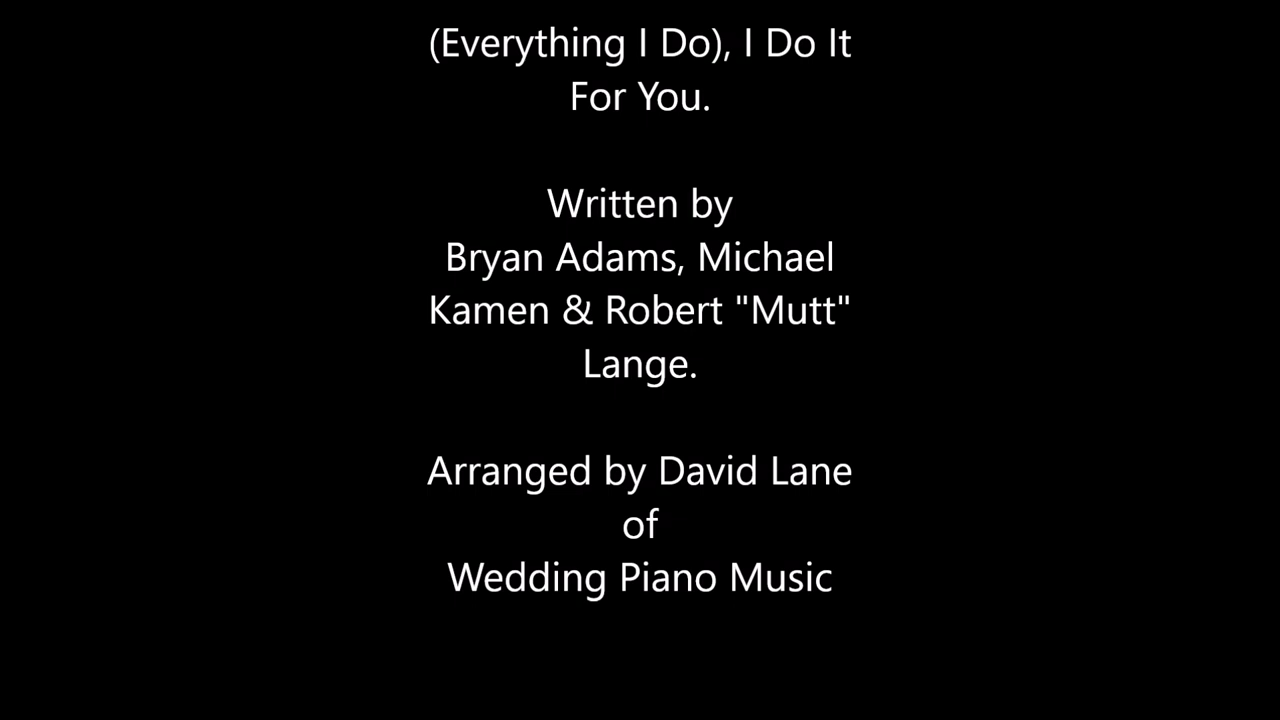 (Everything I Do), I Do It
For You.
Written by
Bryan Adams, Michael
Kamen & Robert "Mutt"
Lange.
Arranged by David Lane
of
Wedding Piano Music